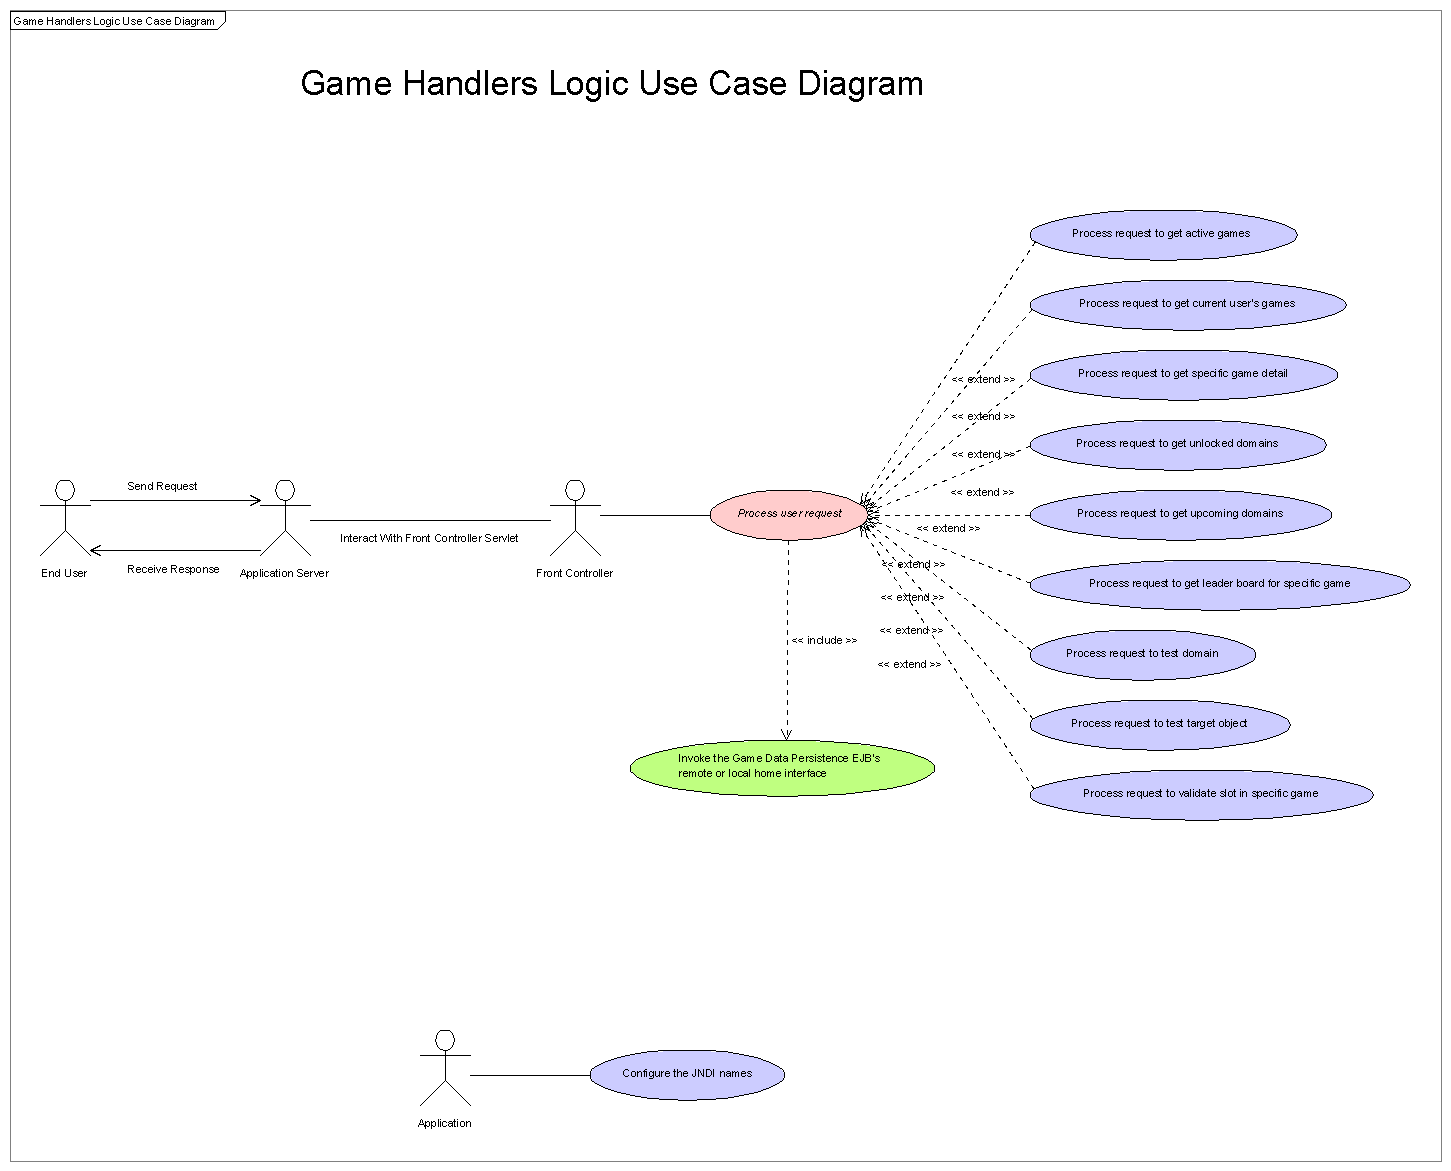 Game Handlers Logic Use Case Diagram
Game Handlers Logic Use Case Diagram
Process request to get active games
Process request to get current user's games
Process request to get specific game detail
<< extend >>
<< extend >>
Process request to get unlocked domains
<< extend >>
Send Request
<< extend >>
Process user request
Process request to get upcoming domains
<< extend >>
Interact With Front Controller Servlet
Receive Response
End User
Application Server
Front Controller
<< extend >>
Process request to get leader board for specific game
<< extend >>
<< extend >>
<< include >>
Process request to test domain
<< extend >>
Process request to test target object
Invoke the Game Data Persistence EJB's
remote or local home interface
Process request to validate slot in specific game
Configure the JNDI names
Application